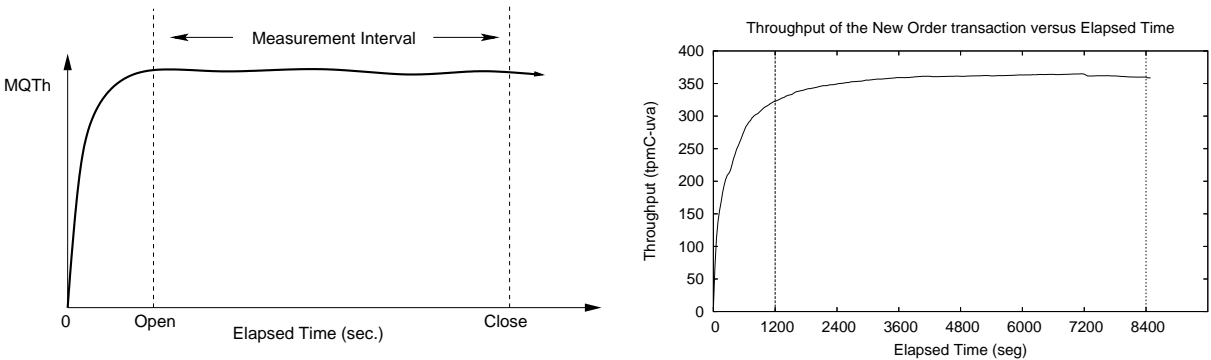 Measurement Interval
MQTh
0
Open
Close
Elapsed Time (sec.)
Throughput of the New Order transaction versus Elapsed Time
400
350
300
250
200
150
100
50
0
Throughput (tpmC-uva)
0 1200 2400 3600 4800 6000 7200 8400
Elapsed Time (seg)